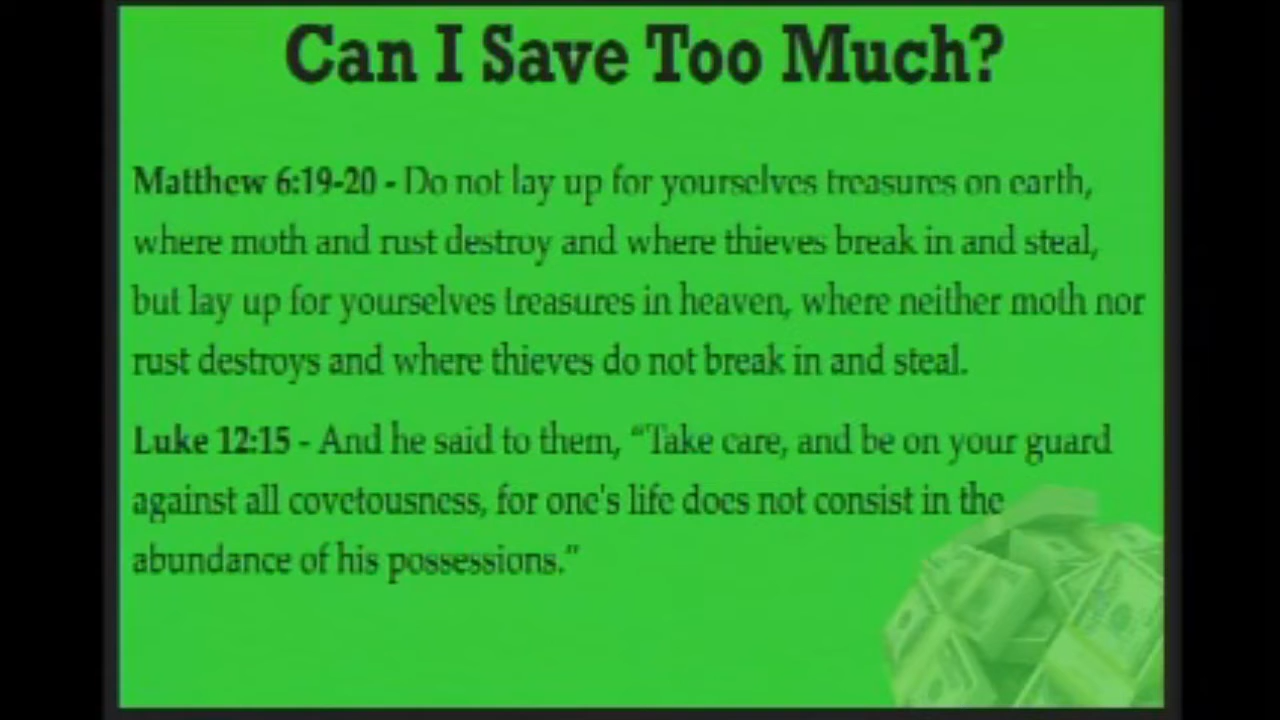 Can I Save Too Much?
Matthew 6:19-20 - Do not lay up for yourselves treasures on earth,
where moth and rust destroy and where thieves break in and steal,
but lay up for yourselves treasures in heaven, where neither moth nor
rust destroys and where thieves do not break in and steal.
Luke 12:15 - And he said to them, “Take care, and be on your guard
against all covetousness, for one's life does not consist in the
abundance of his possessions.”